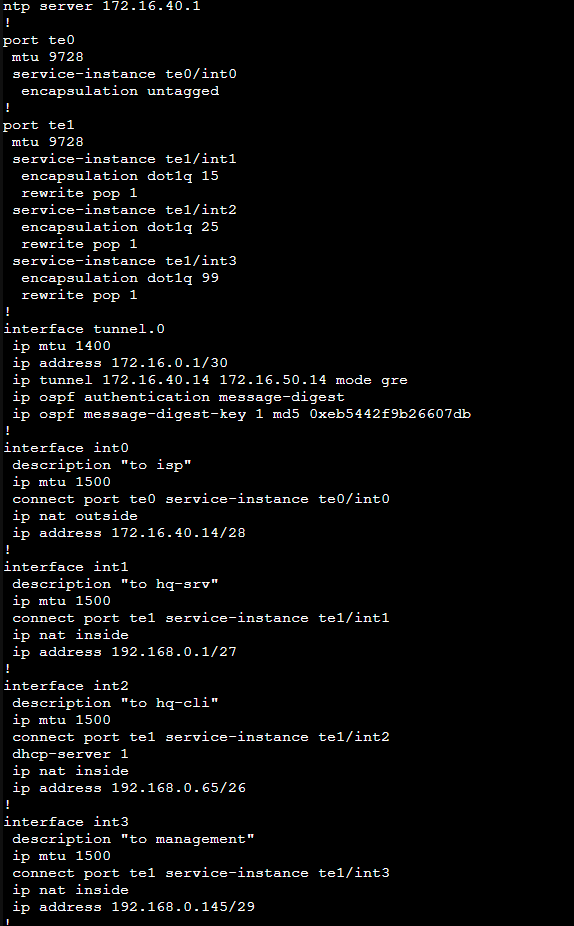 ntp server 172.16.40.1
!
port te0
 mtu 9728
 service-instance te0/int0
  encapsulation untagged
!
port te1
 mtu 9728
 service-instance te1/int1
  encapsulation dot1q 15
  rewrite pop 1
 service-instance te1/int2
  encapsulation dot1q 25
  rewrite pop 1
 service-instance te1/int3
  encapsulation dot1q 99
  rewrite pop 1
!
interface tunnel.0
 ip mtu 1400
 ip address 172.16.0.1/30
 ip tunnel 172.16.40.14 172.16.50.14 mode gre
 ip ospf authentication message-digest
 ip ospf message-digest-key 1 md5 0xeb5442f9b26607db
!
interface int0
 description "to isp"
 ip mtu 1500
 connect port te0 service-instance te0/int0
 ip nat outside
 ip address 172.16.40.14/28
!
interface int1
 description "to hq-srv"
 ip mtu 1500
 connect port te1 service-instance te1/int1
 ip nat inside
 ip address 192.168.0.1/27
!
interface int2
 description "to hq-cli"
 ip mtu 1500
 connect port te1 service-instance te1/int2
 dhcp-server 1
 ip nat inside
 ip address 192.168.0.65/26
!
interface int3
 description "to management"
 ip mtu 1500
 connect port te1 service-instance te1/int3
 ip nat inside
 ip address 192.168.0.145/29
!